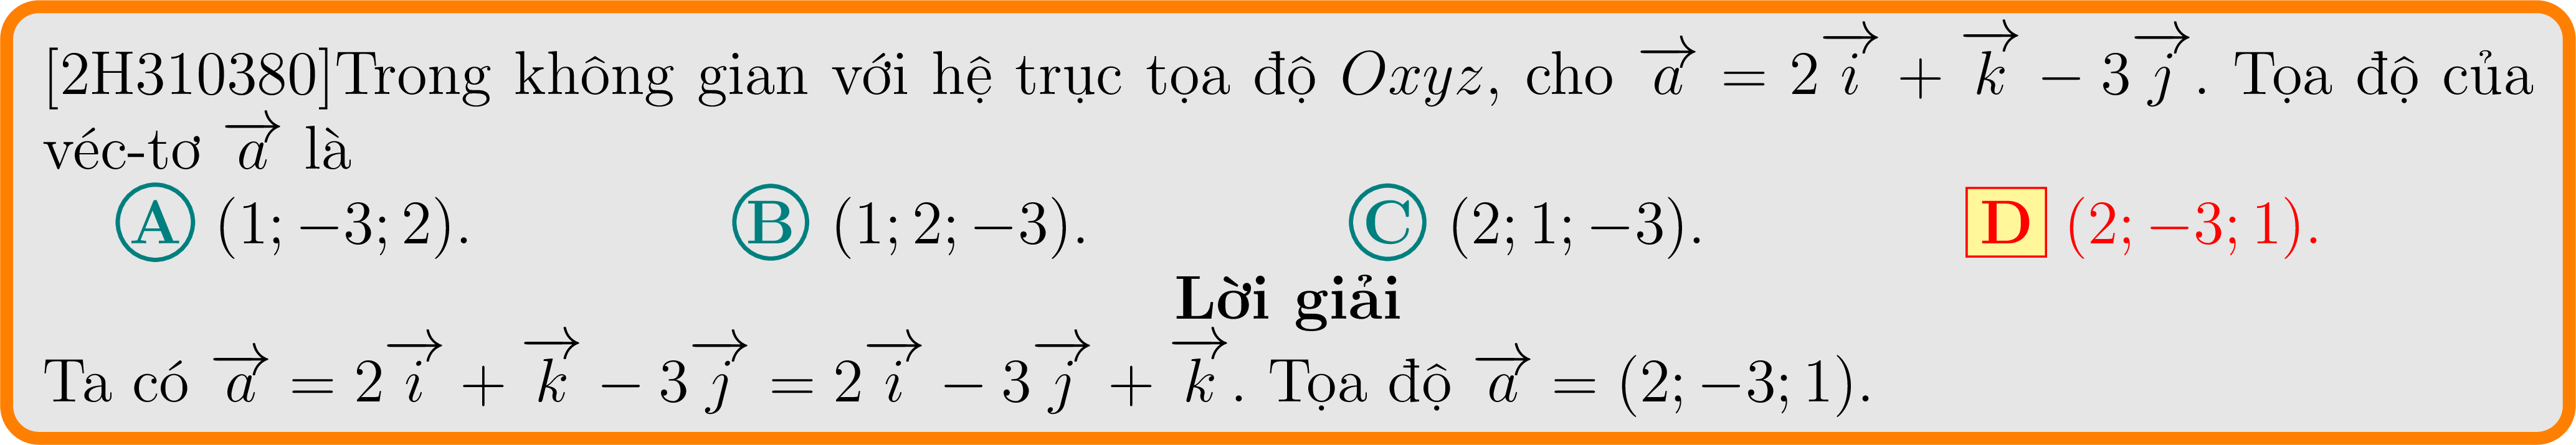 [2H310380]Trong không gian với hệ trục tọa độ $Oxyz$, cho $\overrightarrow{a} = 2\overrightarrow{i} + \overrightarrow{k} - 3\overrightarrow{j}$. Tọa độ của
véc-tơ $\overrightarrow{a}$ là
A (1; −3; 2). B (1; 2; −3). C (2; 1; −3). D (2; −3; 1).
Lời giải
Ta có $\overrightarrow{a} = 2\overrightarrow{i} + \overrightarrow{k} - 3\overrightarrow{j} = 2\overrightarrow{i} - 3\overrightarrow{j} + \overrightarrow{k}$. Tọa độ $\overrightarrow{a} = (2; -3; 1)$.